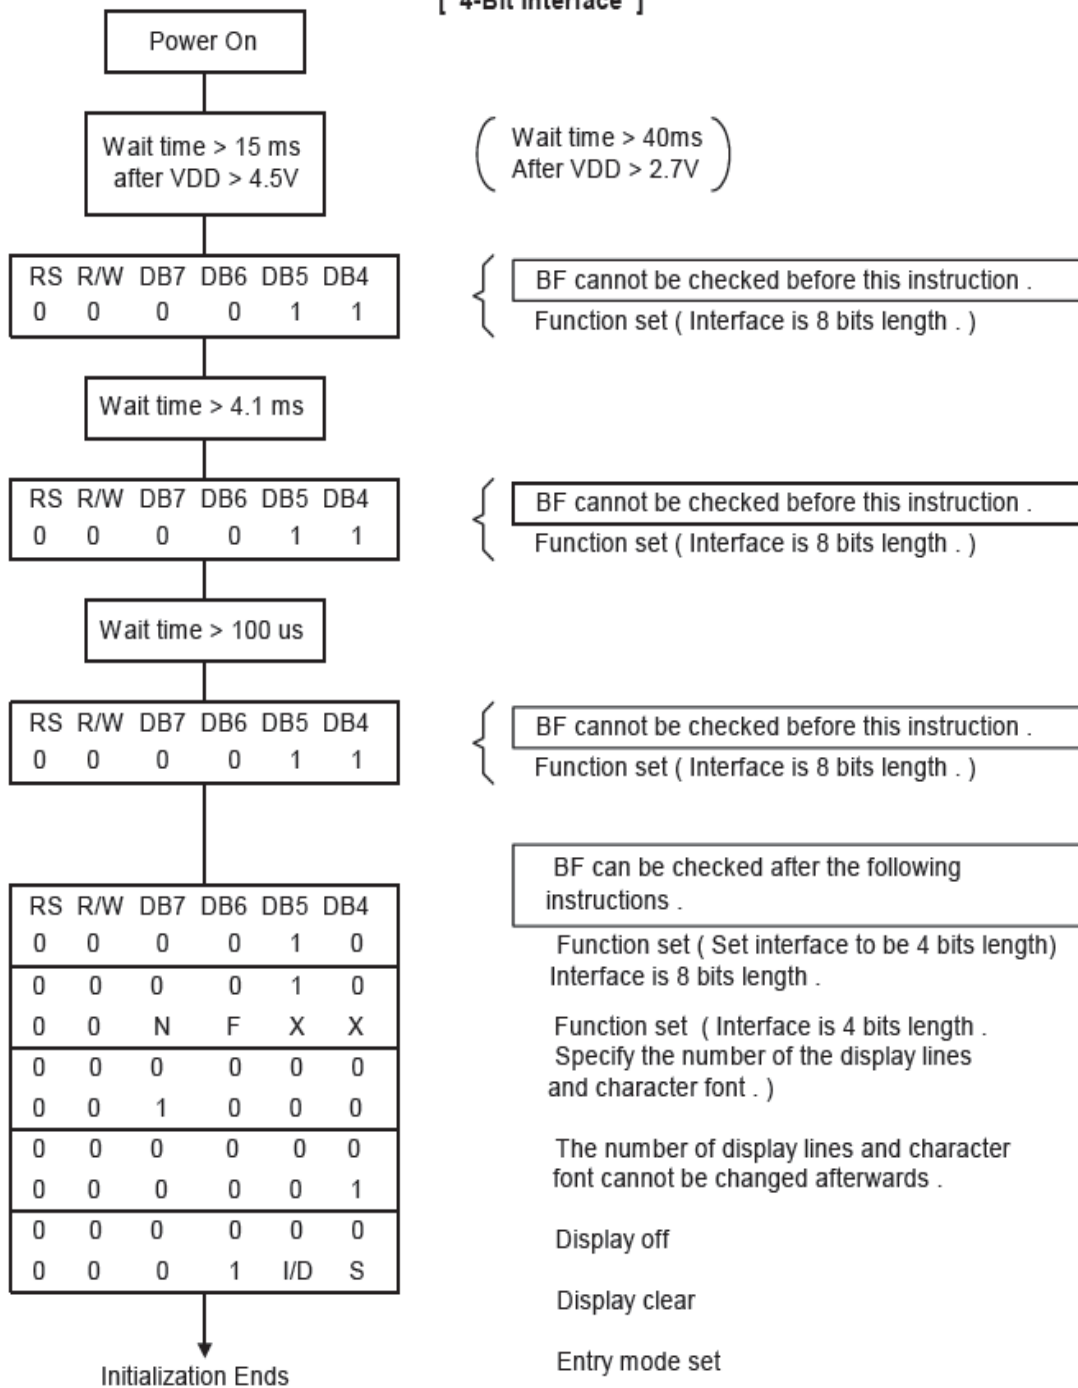 [ 4-Bit Interface ]
Power On
Wait time > 15 ms
after VDD > 4.5V
Wait time > 40ms
After VDD > 2.7V
RS R/W DB7 DB6 DB5 DB4
0 0 0 0 1 1
BF cannot be checked before this instruction .
Function set ( Interface is 8 bits length . )
Wait time > 4.1 ms
RS R/W DB7 DB6 DB5 DB4
0 0 0 0 1 1
BF cannot be checked before this instruction .
Function set ( Interface is 8 bits length . )
Wait time > 100 us
RS R/W DB7 DB6 DB5 DB4
0 0 0 0 1 1
BF cannot be checked before this instruction .
Function set ( Interface is 8 bits length . )
RS R/W DB7 DB6 DB5 DB4
0 0 0 0 1 0
0 0 0 0 1 0
0 0 N F X X
0 0 0 0 0 0
0 0 1 0 0 0
0 0 0 0 0 0
0 0 0 0 0 1
0 0 0 0 0 0
0 0 0 1 I/D S
Initialization Ends
BF can be checked after the following
instructions .
Function set ( Set interface to be 4 bits length)
Interface is 8 bits length .
Function set ( Interface is 4 bits length .
Specify the number of the display lines
and character font . )
The number of display lines and character
font cannot be changed afterwards .
Display off
Display clear
Entry mode set